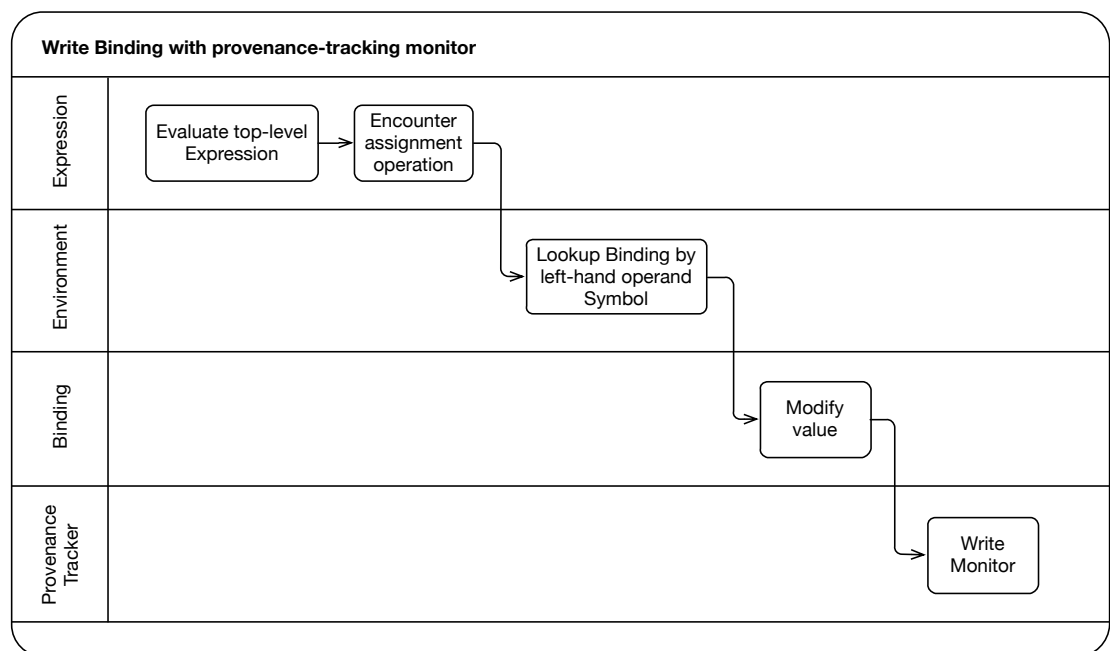 Write Binding with provenance-tracking monitor
Expression
Evaluate top-level
Expression
Encounter
assignment
operation
Environment
Lookup Binding by
left-hand operand
Symbol
Binding
Modify
value
Provenance
Tracker
Write
Monitor